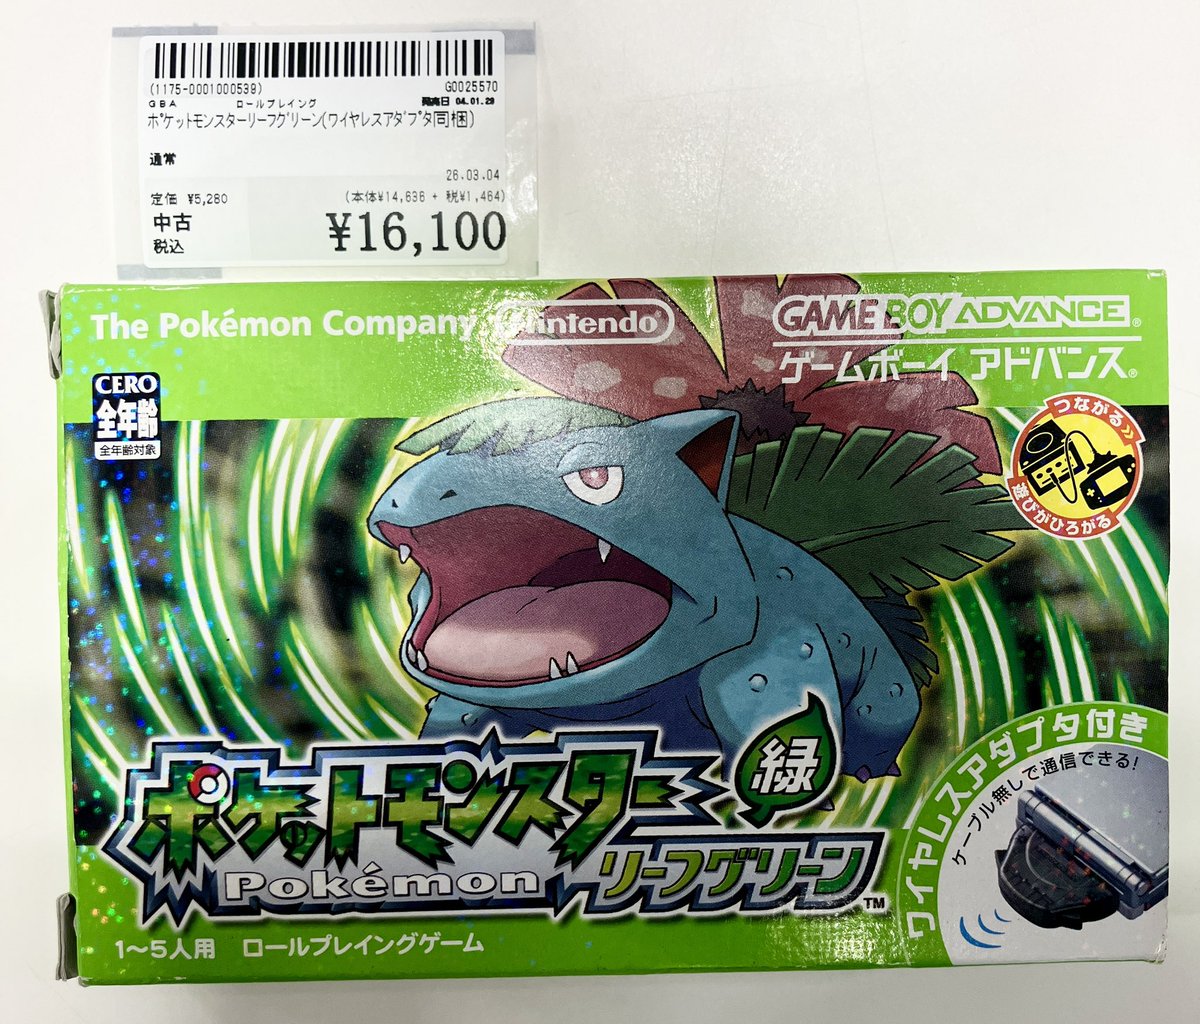 (1175-0001000539) G0025570
GBA ロールプレイング 発売日 04.01.29
ポケットモンスターリーフグリーン(ワイヤレスアダプタ同梱)
通常
26.03.04
定価 ¥5,280 (本体¥14,636 + 税¥1,464)
中古
税込 ¥16,100
The Pokémon Company Nintendo GAME BOY ADVANCE®
ゲームボーイ アドバンス®
CERO
全年齢
全年齢対象
つながる»
遊びがひろがる
緑
ポケットモンスター
Pokémon リーフグリーン™
ワイヤレスアダプタ付き
ケーブル無しで通信できる!
1〜5人用 ロールプレイングゲーム